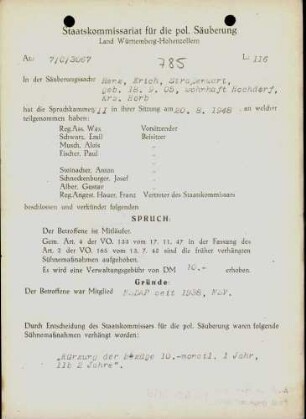 Staatskommissariat für die pol. Säuberung
Land Württemberg-Hohenzollern
Az: 7/C/3007
785
L: 116
In der Säuberungssache Renz, Erich, Straßenwart,
geb. 18. 9. 05, wohnhaft Hochdorf,
Krs. Horb
hat die Spruchkammer II in ihrer Sitzung am 20. 8. 1948 an welcher
teilgenommen haben:
Reg.Ass. Wax Vorsitzender
Schwarz, Emil Beisitzer
Musch, Alois "
Fischer, Paul "
Steinacher, Anton "
Schneckenburger, Josef "
Alber, Gustav "
Reg.Angest. Hauer, Franz Vertreter des Staatskommissars
beschlossen und verkündet folgenden
SPRUCH:
Der Betroffene ist Mitläufer.
Gem. Art. 4 der VO. 133 vom 17. 11. 47 in der Fassung des
Art. 2 der VO. 165 vom 13. 7. 48 sind die früher verhängten
Sühnemaßnahmen aufgehoben.
Es wird eine Verwaltungsgebühr von DM 10.- erhoben.
Gründe:
Der Betroffene war Mitglied NSDAP seit 1938, NSV.
Durch Entscheidung des Staatskommissars für die pol. Säuberung waren folgende
Sühnemaßnahmen verhängt worden:
"Kürzung der Bezüge 10.-monatl. 1 Jahr,
IIb 2 Jahre".